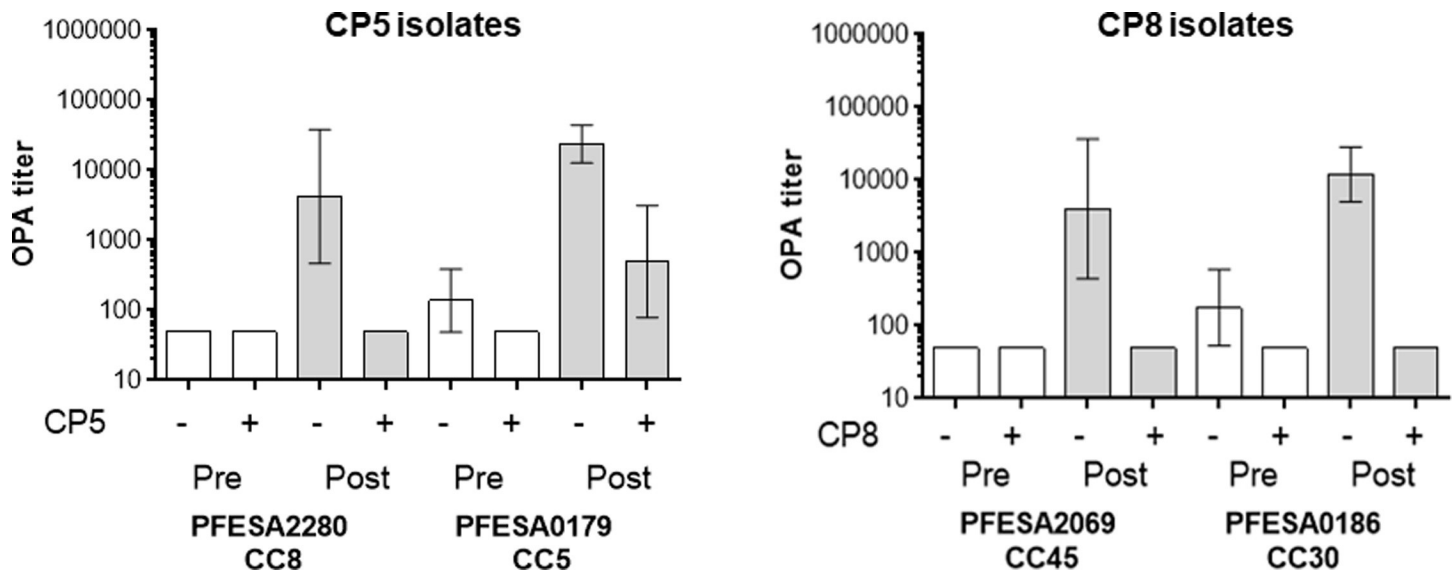 CP5 isolates
1000000
100000
10000
1000
100
10
OPA titer
CP5 - + - + - + - +
Pre Post Pre Post
PFESA2280 PFESA0179
CC8 CC5
CP8 isolates
1000000
100000
10000
1000
100
10
OPA titer
CP8 - + - + - + - +
Pre Post Pre Post
PFESA2069 PFESA0186
CC45 CC30